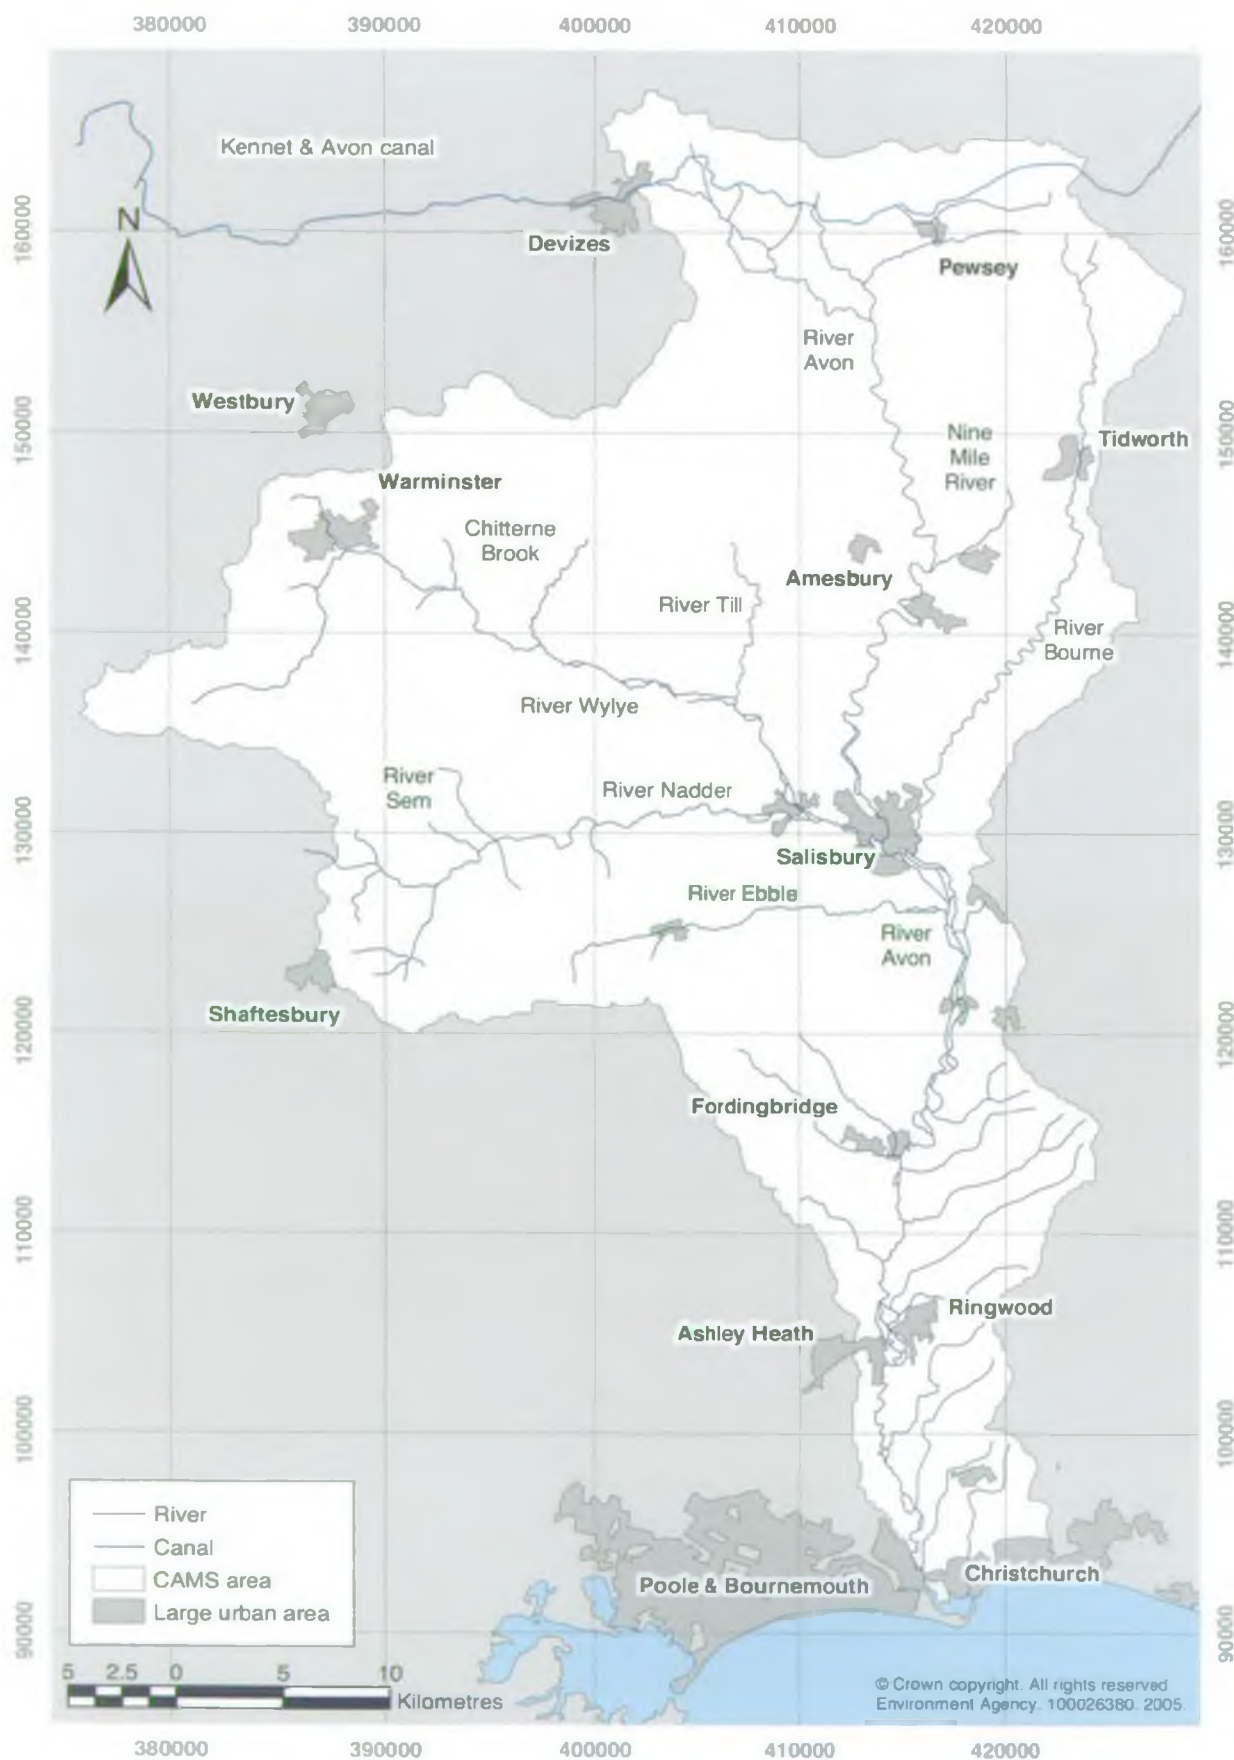 380000 390000 400000 410000 420000
Kennet & Avon canal
N
160000
160000
Devizes
Pewsey
River
Avon
Westbury
150000
150000
Nine
Mile
River
Tidworth
Warminster
Chitterne
Brook
Amesbury
River Till
140000
140000
River
Bourne
River Wylye
River
Sem
River Nadder
130000
130000
Salisbury
River Ebble
River
Avon
Shaftesbury
120000
120000
Fordingbridge
110000
110000
Ringwood
Ashley Heath
100000
100000
River
Canal
CAMS area
Large urban area
Christchurch
Poole & Bournemouth
90000
90000
5 2.5 0 5 10
Kilometres
© Crown copyright. All rights reserved
Environment Agency. 100026380. 2005.
380000 390000 400000 410000 420000